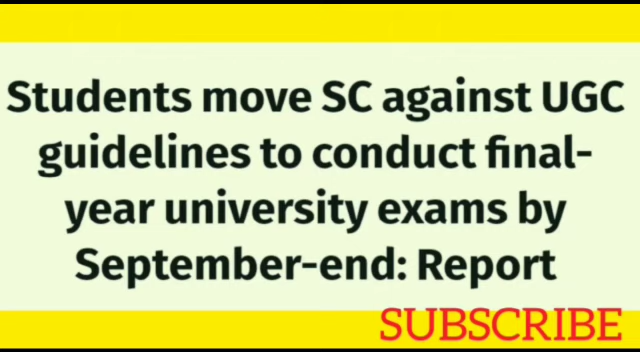 Students move SC against UGC
guidelines to conduct final-
year university exams by
September-end: Report
SUBSCRIBE